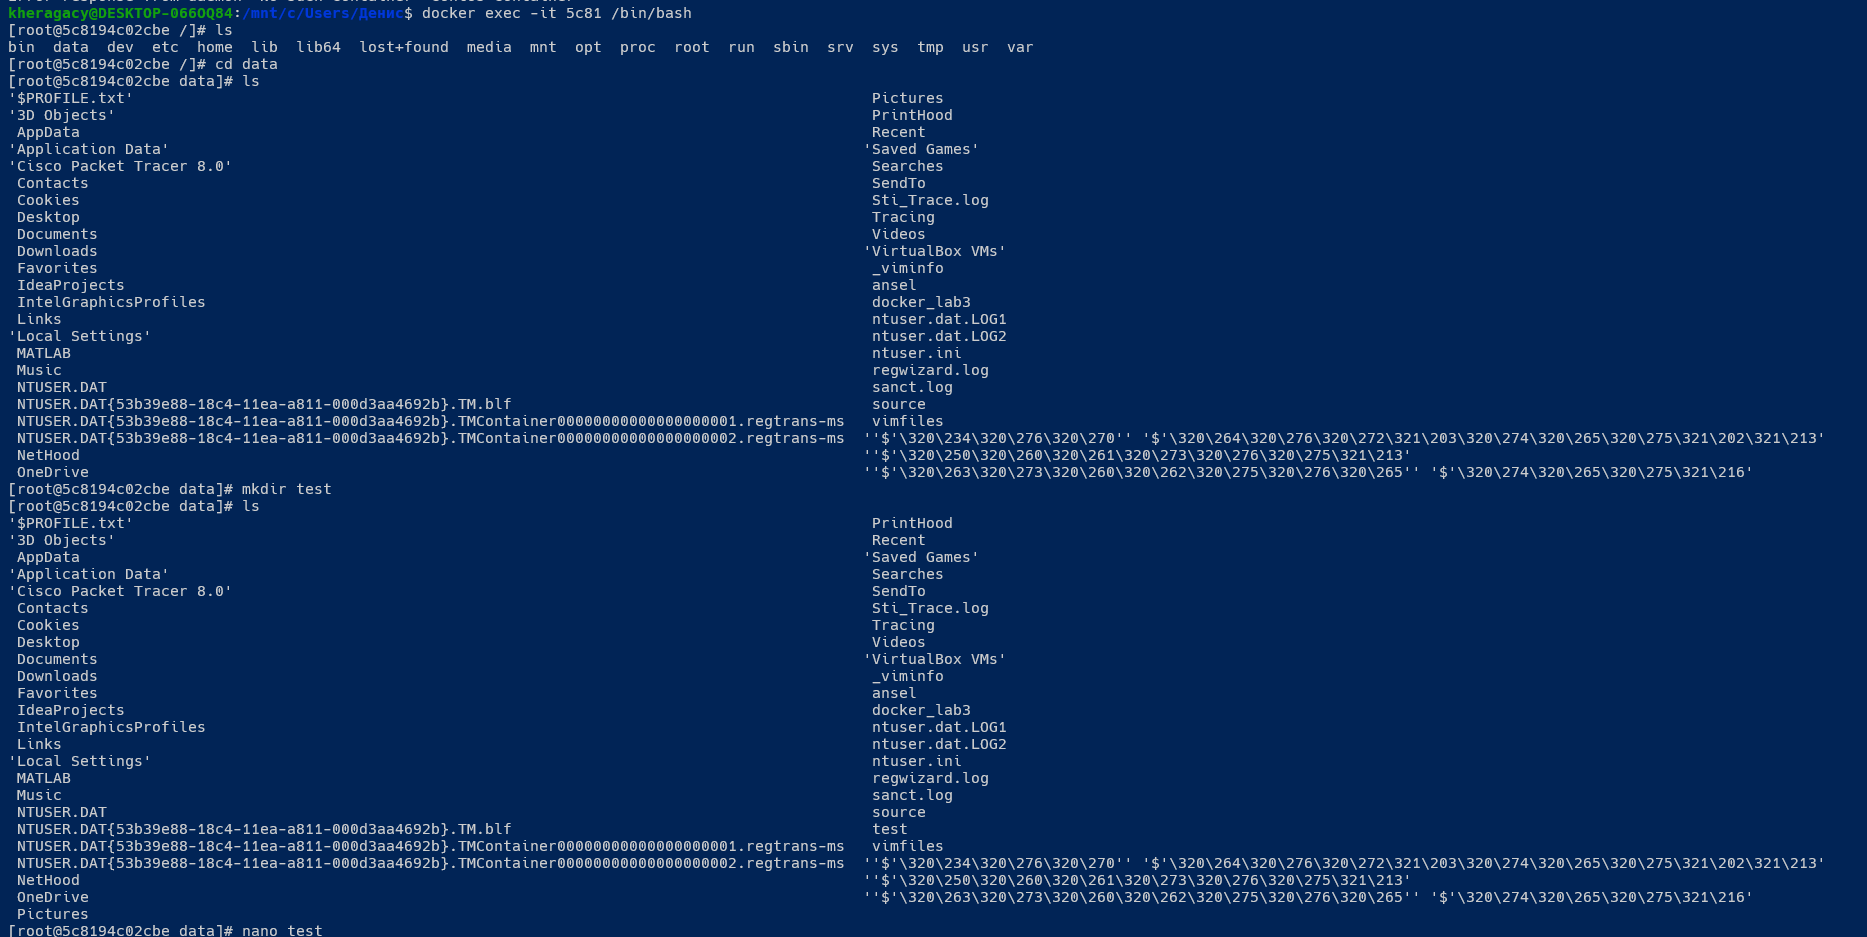 kheragacy@DESKTOP-066OQ84:/mnt/c/Users/Денис$ docker exec -it 5c81 /bin/bash
[root@5c8194c02cbe /]# ls
bin  data  dev  etc  home  lib  lib64  lost+found  media  mnt  opt  proc  root  run  sbin  srv  sys  tmp  usr  var
[root@5c8194c02cbe /]# cd data
[root@5c8194c02cbe data]# ls
'$PROFILE.txt'    Pictures
'3D Objects'    PrintHood
AppData    Recent
'Application Data'    'Saved Games'
'Cisco Packet Tracer 8.0'    Searches
Contacts    SendTo
Cookies    Sti_Trace.log
Desktop    Tracing
Documents    Videos
Downloads    'VirtualBox VMs'
Favorites    _viminfo
IdeaProjects    ansel
IntelGraphicsProfiles    docker_lab3
Links    ntuser.dat.LOG1
'Local Settings'    ntuser.dat.LOG2
MATLAB    ntuser.ini
Music    regwizard.log
NTUSER.DAT    sanct.log
NTUSER.DAT{53b39e88-18c4-11ea-a811-000d3aa4692b}.TM.blf    source
NTUSER.DAT{53b39e88-18c4-11ea-a811-000d3aa4692b}.TMContainer00000000000000000001.regtrans-ms    vimfiles
NTUSER.DAT{53b39e88-18c4-11ea-a811-000d3aa4692b}.TMContainer00000000000000000002.regtrans-ms    ''$'\320\234\320\276\320\270'' '$'\320\264\320\276\320\272\321\203\320\274\320\265\320\275\321\202\321\213'
NetHood    ''$'\320\250\320\260\320\261\320\273\320\276\320\275\321\213'
OneDrive    ''$'\320\263\320\273\320\260\320\262\320\275\320\276\320\265'' '$'\320\274\320\265\320\275\321\216'
[root@5c8194c02cbe data]# mkdir test
[root@5c8194c02cbe data]# ls
'$PROFILE.txt'    PrintHood
'3D Objects'    Recent
AppData    'Saved Games'
'Application Data'    Searches
'Cisco Packet Tracer 8.0'    SendTo
Contacts    Sti_Trace.log
Cookies    Tracing
Desktop    Videos
Documents    'VirtualBox VMs'
Downloads    _viminfo
Favorites    ansel
IdeaProjects    docker_lab3
IntelGraphicsProfiles    ntuser.dat.LOG1
Links    ntuser.dat.LOG2
'Local Settings'    ntuser.ini
MATLAB    regwizard.log
Music    sanct.log
NTUSER.DAT    source
NTUSER.DAT{53b39e88-18c4-11ea-a811-000d3aa4692b}.TM.blf    test
NTUSER.DAT{53b39e88-18c4-11ea-a811-000d3aa4692b}.TMContainer00000000000000000001.regtrans-ms    vimfiles
NTUSER.DAT{53b39e88-18c4-11ea-a811-000d3aa4692b}.TMContainer00000000000000000002.regtrans-ms    ''$'\320\234\320\276\320\270'' '$'\320\264\320\276\320\272\321\203\320\274\320\265\320\275\321\202\321\213'
NetHood    ''$'\320\250\320\260\320\261\320\273\320\276\320\275\321\213'
OneDrive    ''$'\320\263\320\273\320\260\320\262\320\275\320\276\320\265'' '$'\320\274\320\265\320\275\321\216'
Pictures
[root@5c8194c02cbe data]# nano test